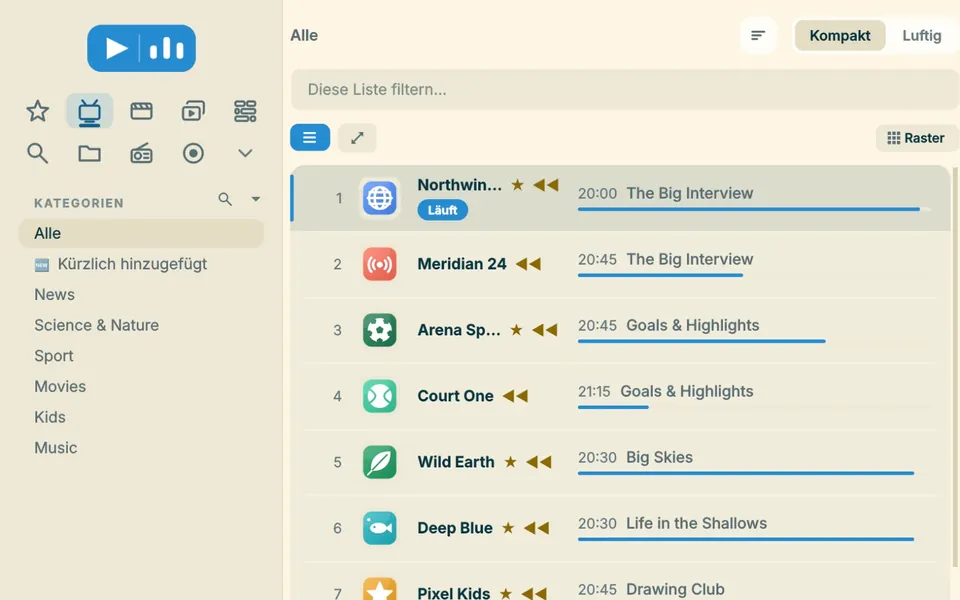 Alle
Kompakt
Luftig
Diese Liste filtern...
Raster
KATEGORIEN
Alle
NEW Kürzlich hinzugefügt
News
Science & Nature
Sport
Movies
Kids
Music
1 Northwin... ★ ◀◀ 20:00 The Big Interview
Läuft
2 Meridian 24 ◀◀ 20:45 The Big Interview
3 Arena Sp... ★ ◀◀ 20:45 Goals & Highlights
4 Court One ◀◀ 21:15 Goals & Highlights
5 Wild Earth ★ ◀◀ 20:30 Big Skies
6 Deep Blue ★ ◀◀ 20:30 Life in the Shallows
7 Pixel Kids ★ ◀◀ 20:45 Drawing Club